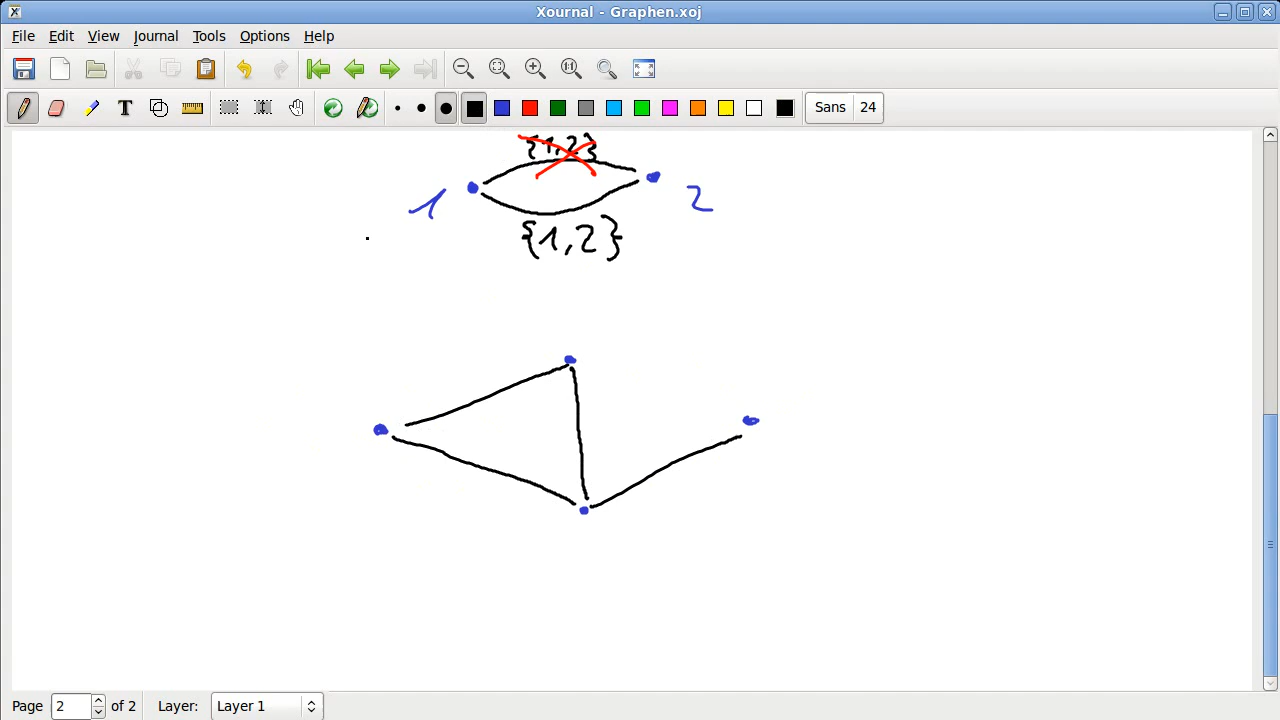 Xournal - Graphen.xoj
File Edit View Journal Tools Options Help
T Sans 24
{1,2}
1 2
{1,2}
Page 2 of 2 Layer: Layer 1